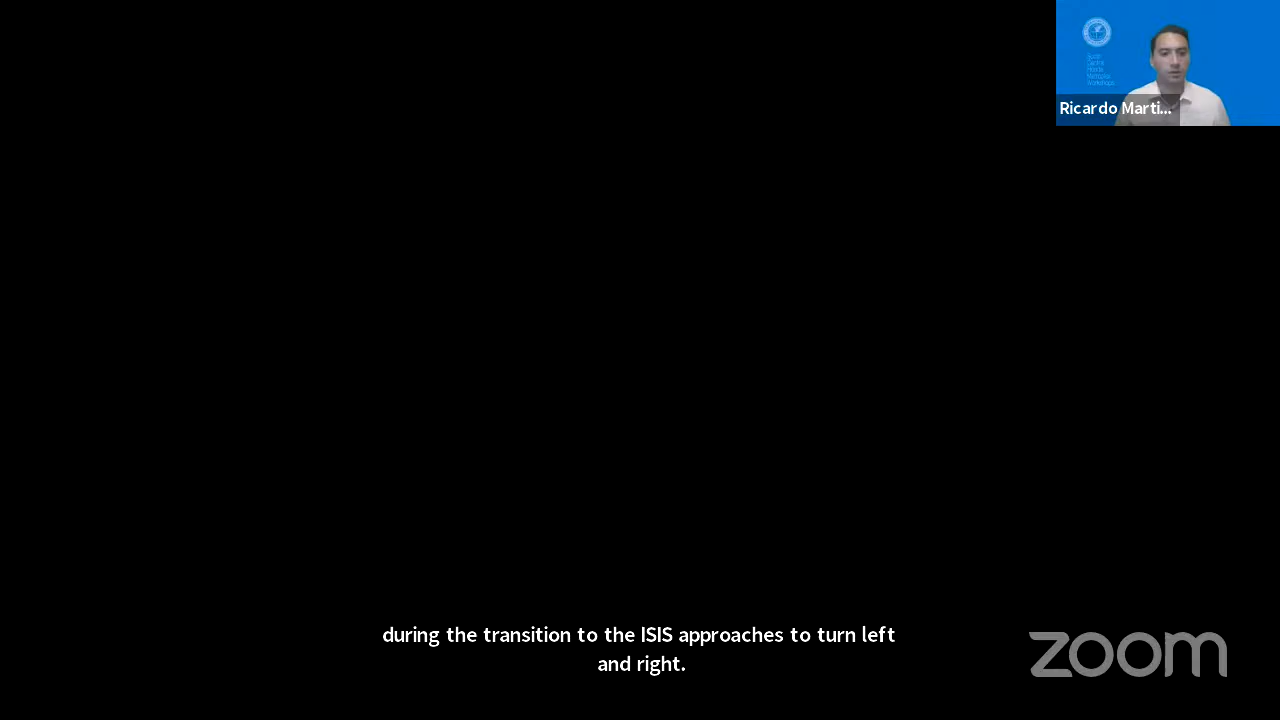 Ricardo Marti...
during the transition to the ISIS approaches to turn left
and right.
zoom